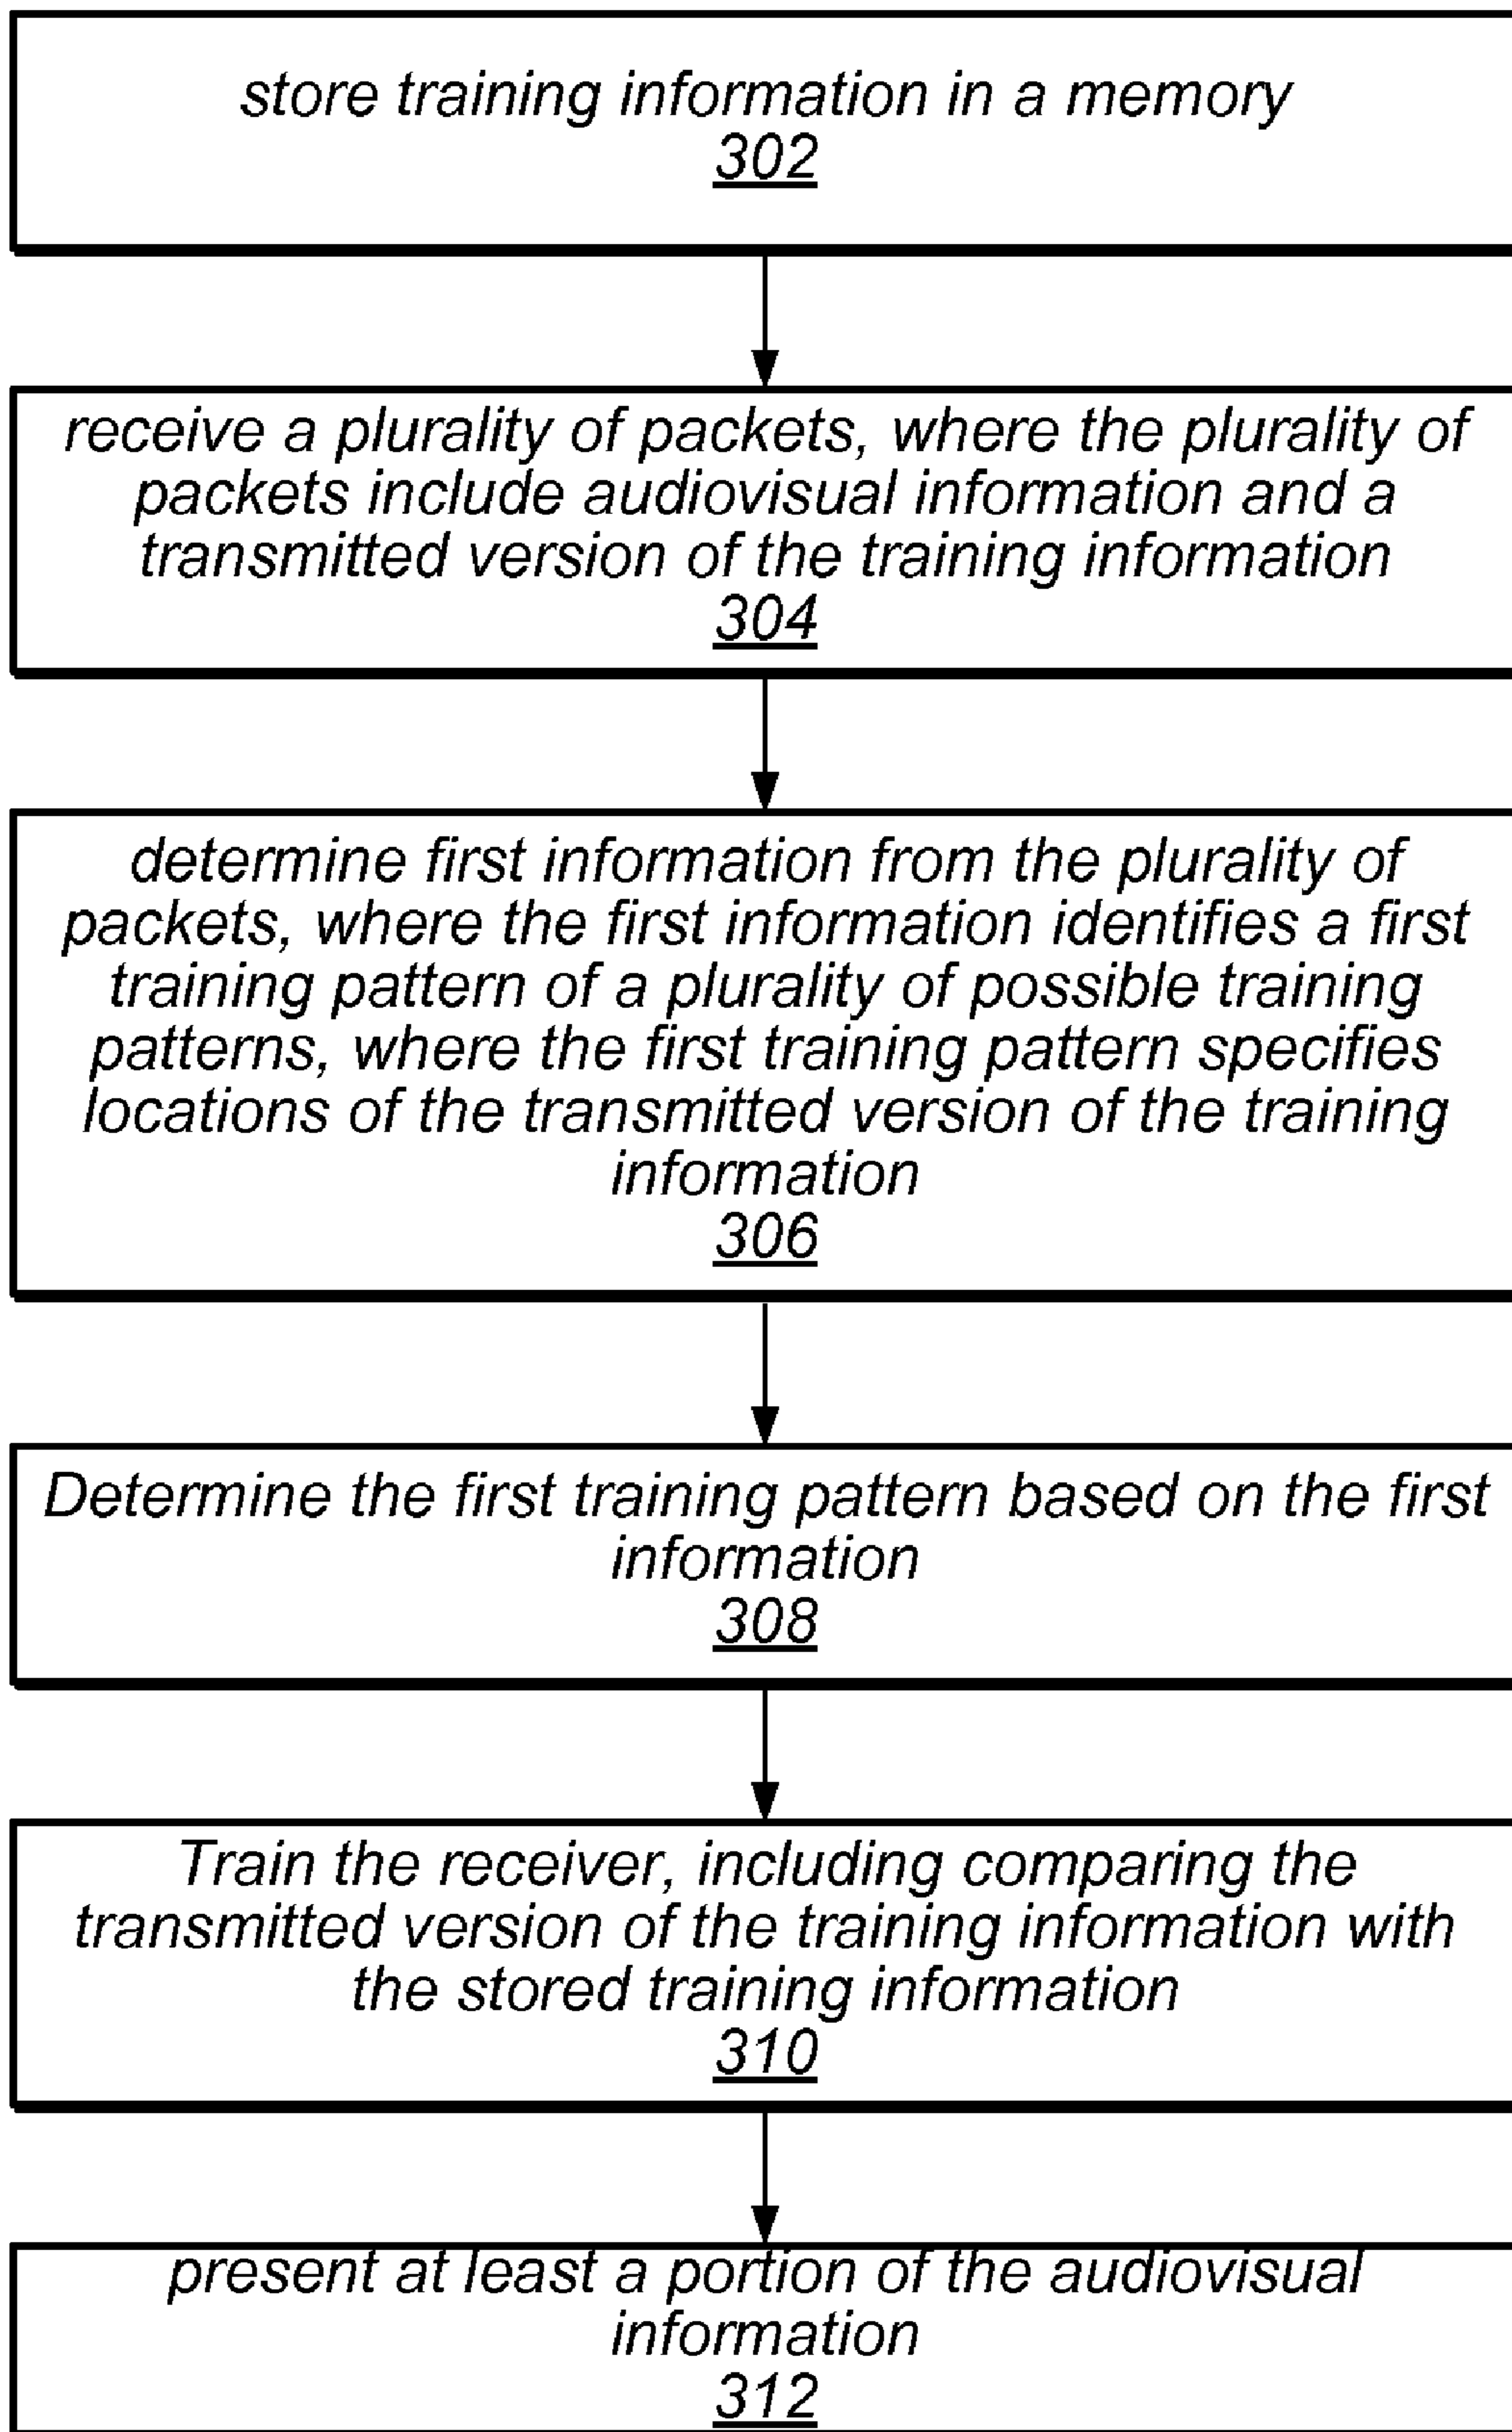 store training information in a memory
302
receive a plurality of packets, where the plurality of
packets include audiovisual information and a
transmitted version of the training information
304
determine first information from the plurality of
packets, where the first information identifies a first
training pattern of a plurality of possible training
patterns, where the first training pattern specifies
locations of the transmitted version of the training
information
306
Determine the first training pattern based on the first
information
308
Train the receiver, including comparing the
transmitted version of the training information with
the stored training information
310
present at least a portion of the audiovisual
information
312